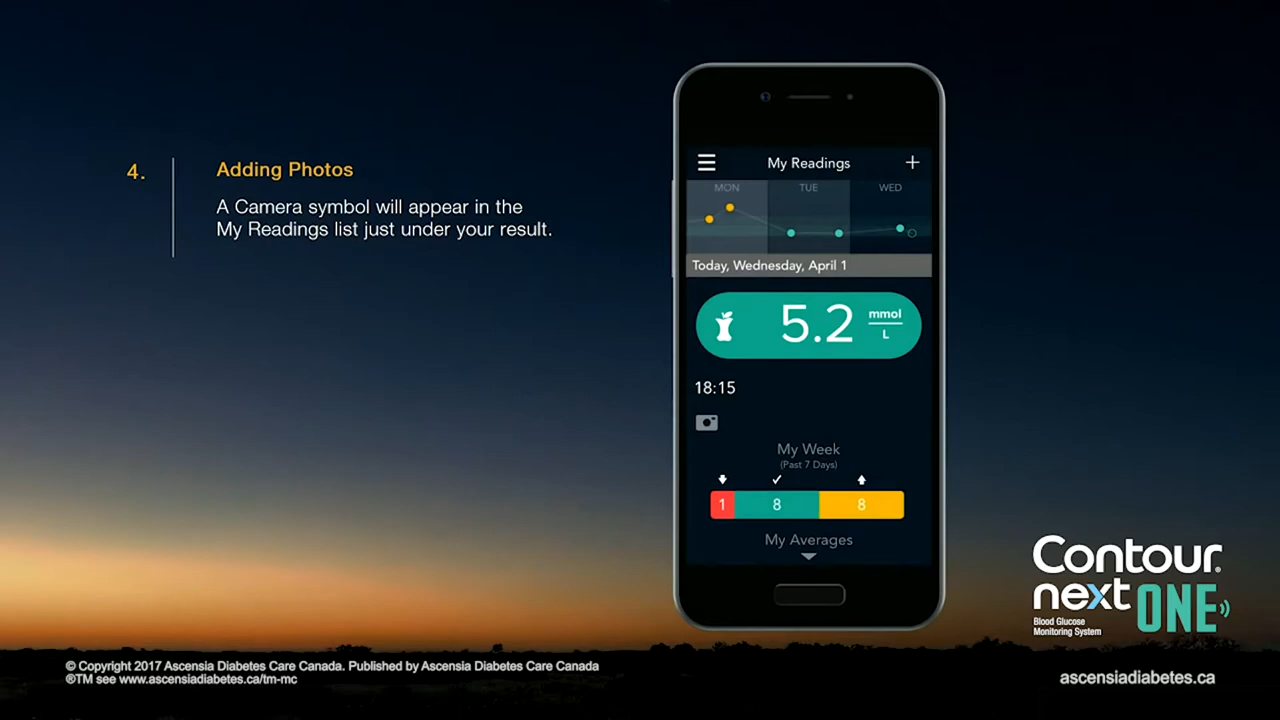 4.
Adding Photos
A Camera symbol will appear in the
My Readings list just under your result.
My Readings
MON TUE WED
Today, Wednesday, April 1
5.2 mmol
L
18:15
My Week
(Past 7 Days)
1 8 8
My Averages
Contour®
next ONE
Blood Glucose
Monitoring System
© Copyright 2017 Ascensia Diabetes Care Canada. Published by Ascensia Diabetes Care Canada
®TM see www.ascensiadiabetes.ca/tm-mc
ascensiadiabetes.ca